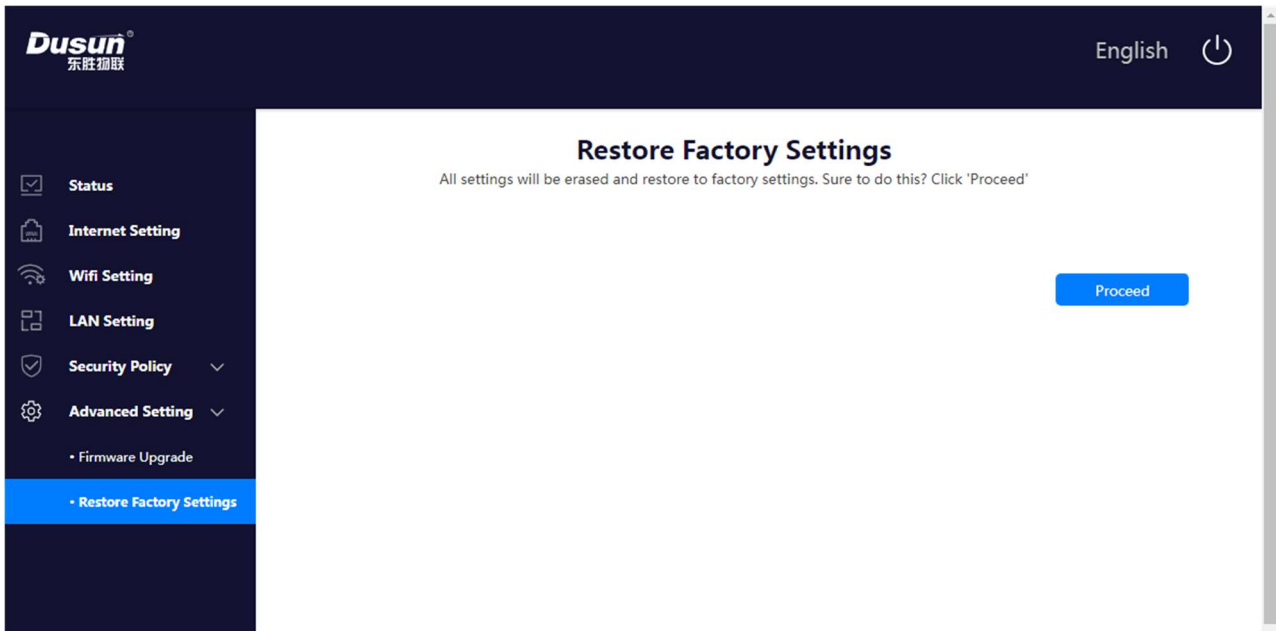 Dusun®
东胜物联
English
Restore Factory Settings
All settings will be erased and restore to factory settings. Sure to do this? Click 'Proceed'
Status
Internet Setting
Wifi Setting
Proceed
LAN Setting
Security Policy
Advanced Setting
• Firmware Upgrade
• Restore Factory Settings